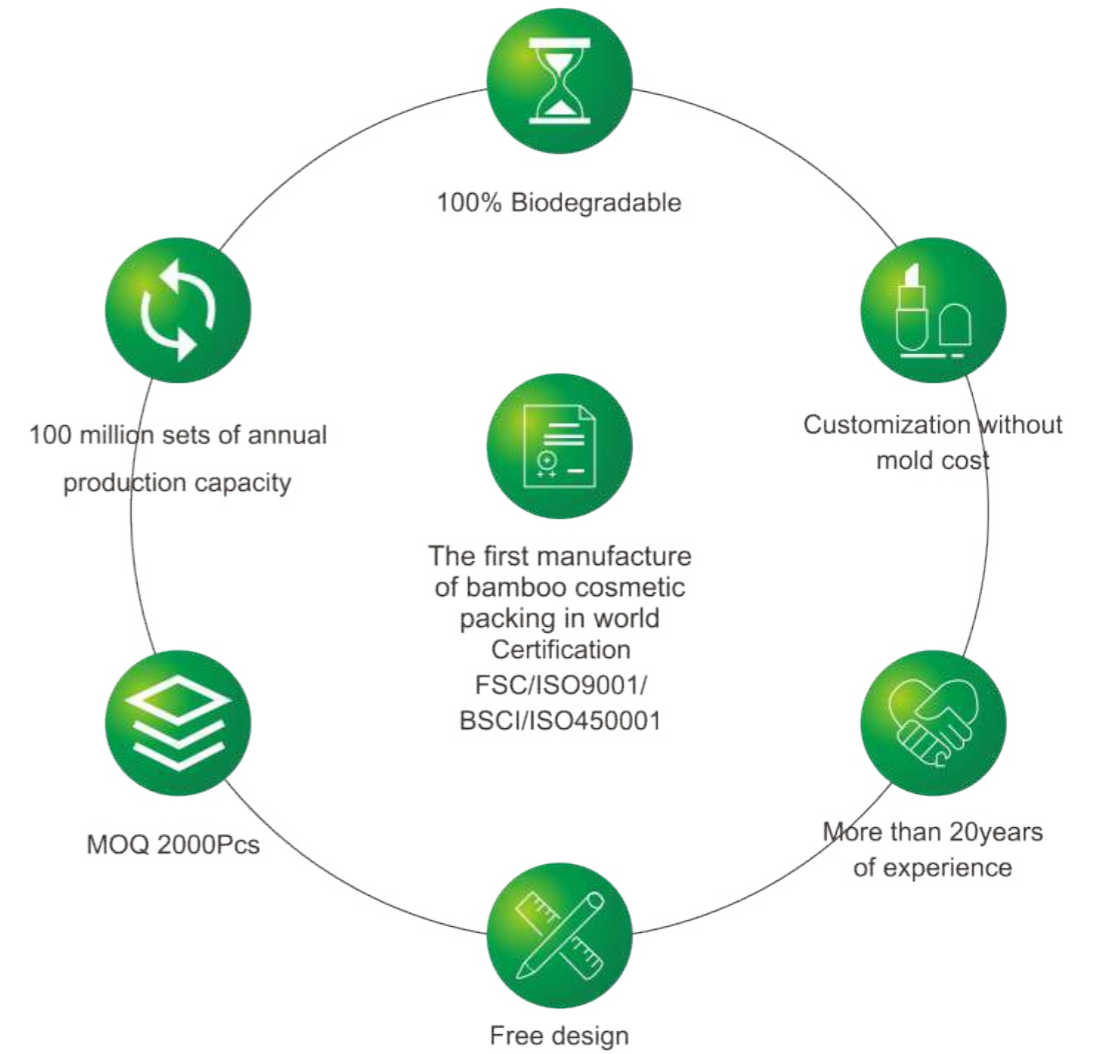 100% Biodegradable
100 million sets of annual
production capacity
Customization without
mold cost
The first manufacture
of bamboo cosmetic
packing in world
Certification
FSC/ISO9001/
BSCI/ISO450001
MOQ 2000Pcs
More than 20years
of experience
Free design